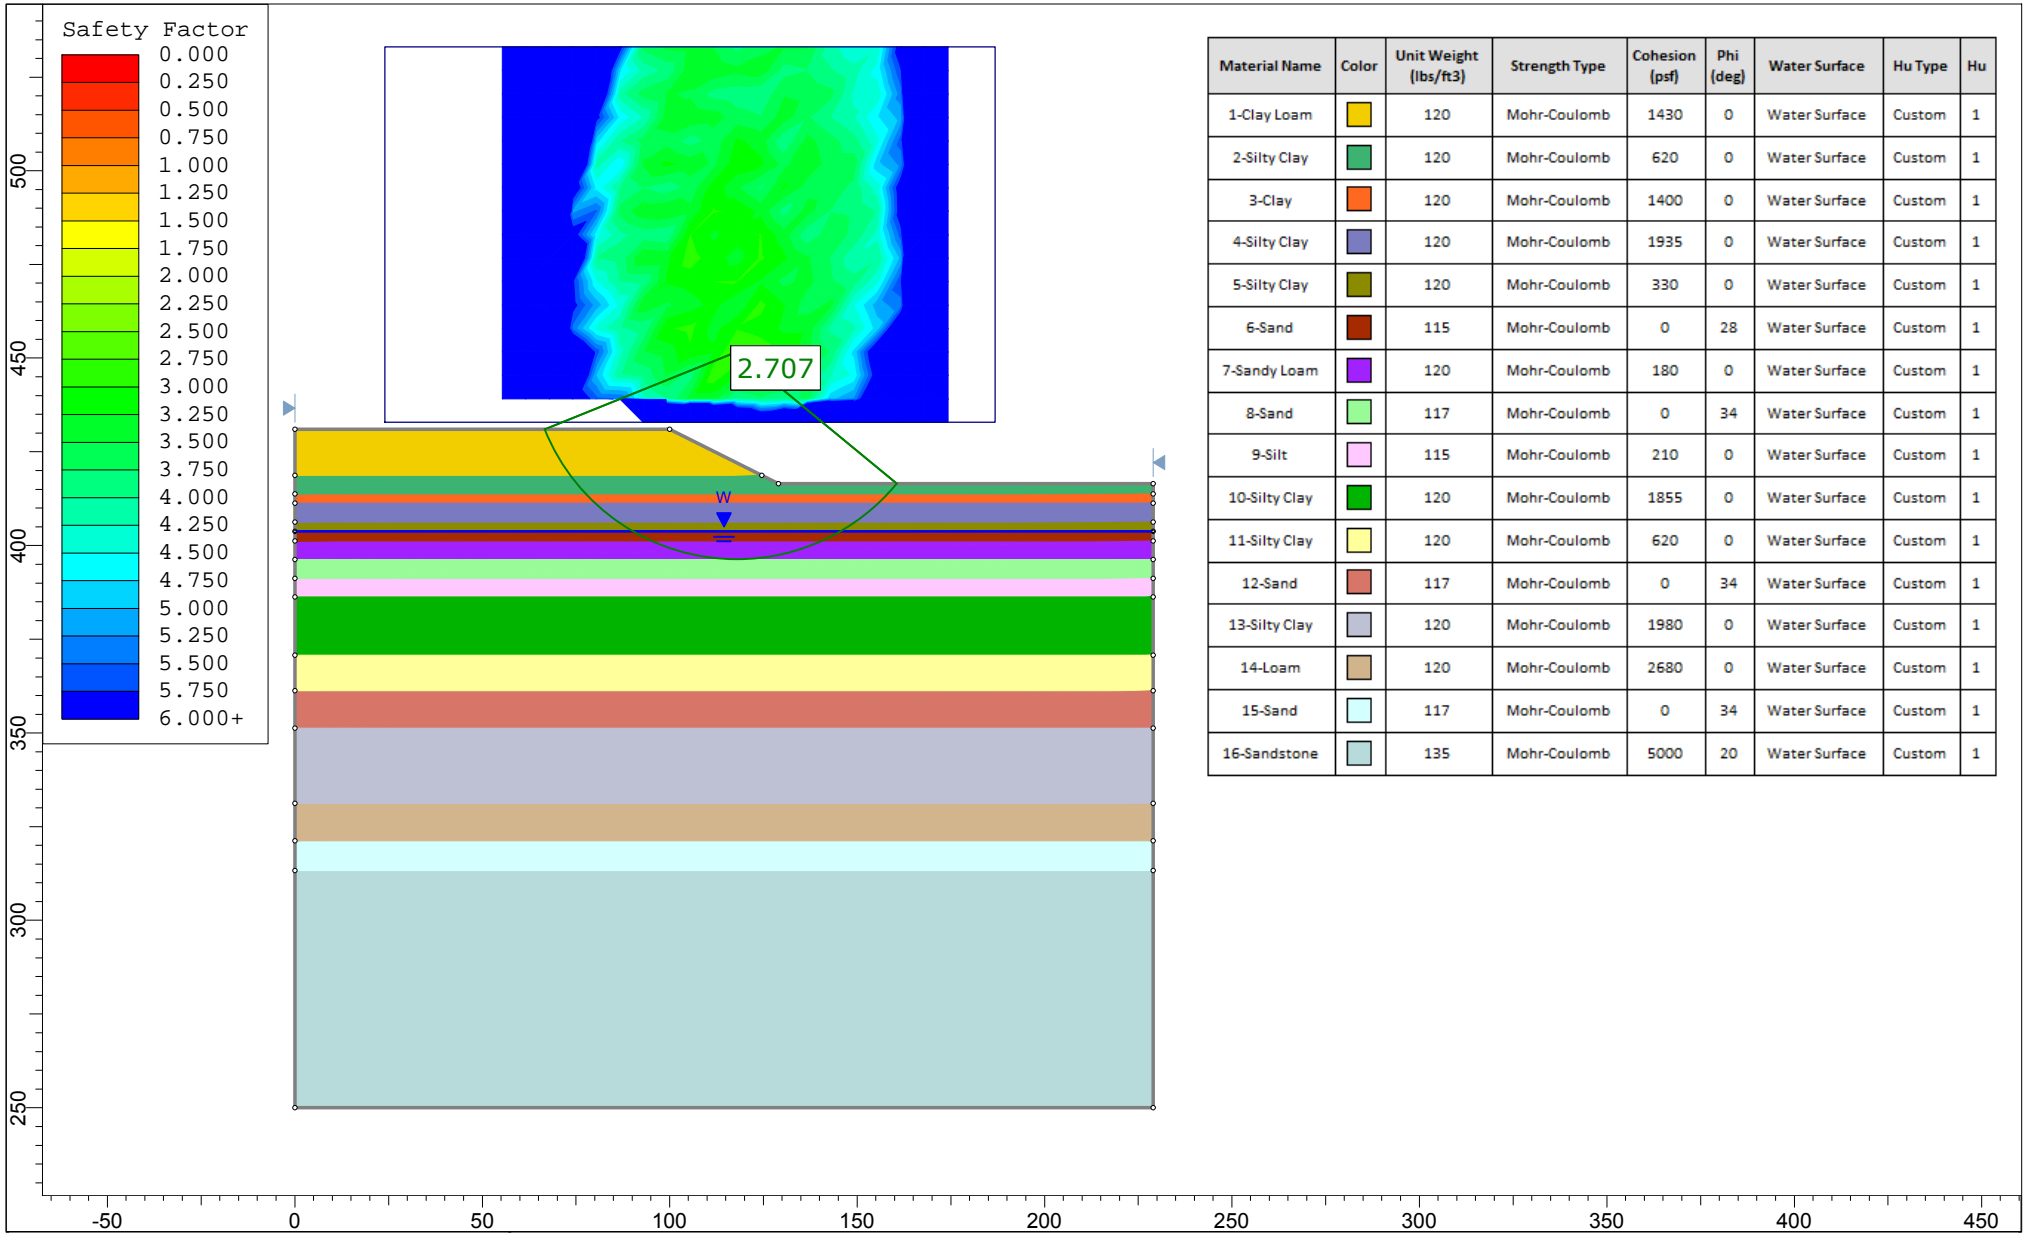 Safety Factor
0.000
0.250
0.500
0.750
1.000
1.250
1.500
1.750
2.000
2.250
2.500
2.750
3.000
3.250
3.500
3.750
4.000
4.250
4.500
4.750
5.000
5.250
5.500
5.750
6.000+
2.707
W
Material Name Color Unit Weight (lbs/ft3) Strength Type Cohesion (psf) Phi (deg) Water Surface Hu Type Hu
1-Clay Loam 120 Mohr-Coulomb 1430 0 Water Surface Custom 1
2-Silty Clay 120 Mohr-Coulomb 620 0 Water Surface Custom 1
3-Clay 120 Mohr-Coulomb 1400 0 Water Surface Custom 1
4-Silty Clay 120 Mohr-Coulomb 1935 0 Water Surface Custom 1
5-Silty Clay 120 Mohr-Coulomb 330 0 Water Surface Custom 1
6-Sand 115 Mohr-Coulomb 0 28 Water Surface Custom 1
7-Sandy Loam 120 Mohr-Coulomb 180 0 Water Surface Custom 1
8-Sand 117 Mohr-Coulomb 0 34 Water Surface Custom 1
9-Silt 115 Mohr-Coulomb 210 0 Water Surface Custom 1
10-Silty Clay 120 Mohr-Coulomb 1855 0 Water Surface Custom 1
11-Silty Clay 120 Mohr-Coulomb 620 0 Water Surface Custom 1
12-Sand 117 Mohr-Coulomb 0 34 Water Surface Custom 1
13-Silty Clay 120 Mohr-Coulomb 1980 0 Water Surface Custom 1
14-Loam 120 Mohr-Coulomb 2680 0 Water Surface Custom 1
15-Sand 117 Mohr-Coulomb 0 34 Water Surface Custom 1
16-Sandstone 135 Mohr-Coulomb 5000 20 Water Surface Custom 1
500
450
400
350
300
250
-50 0 50 100 150 200 250 300 350 400 450